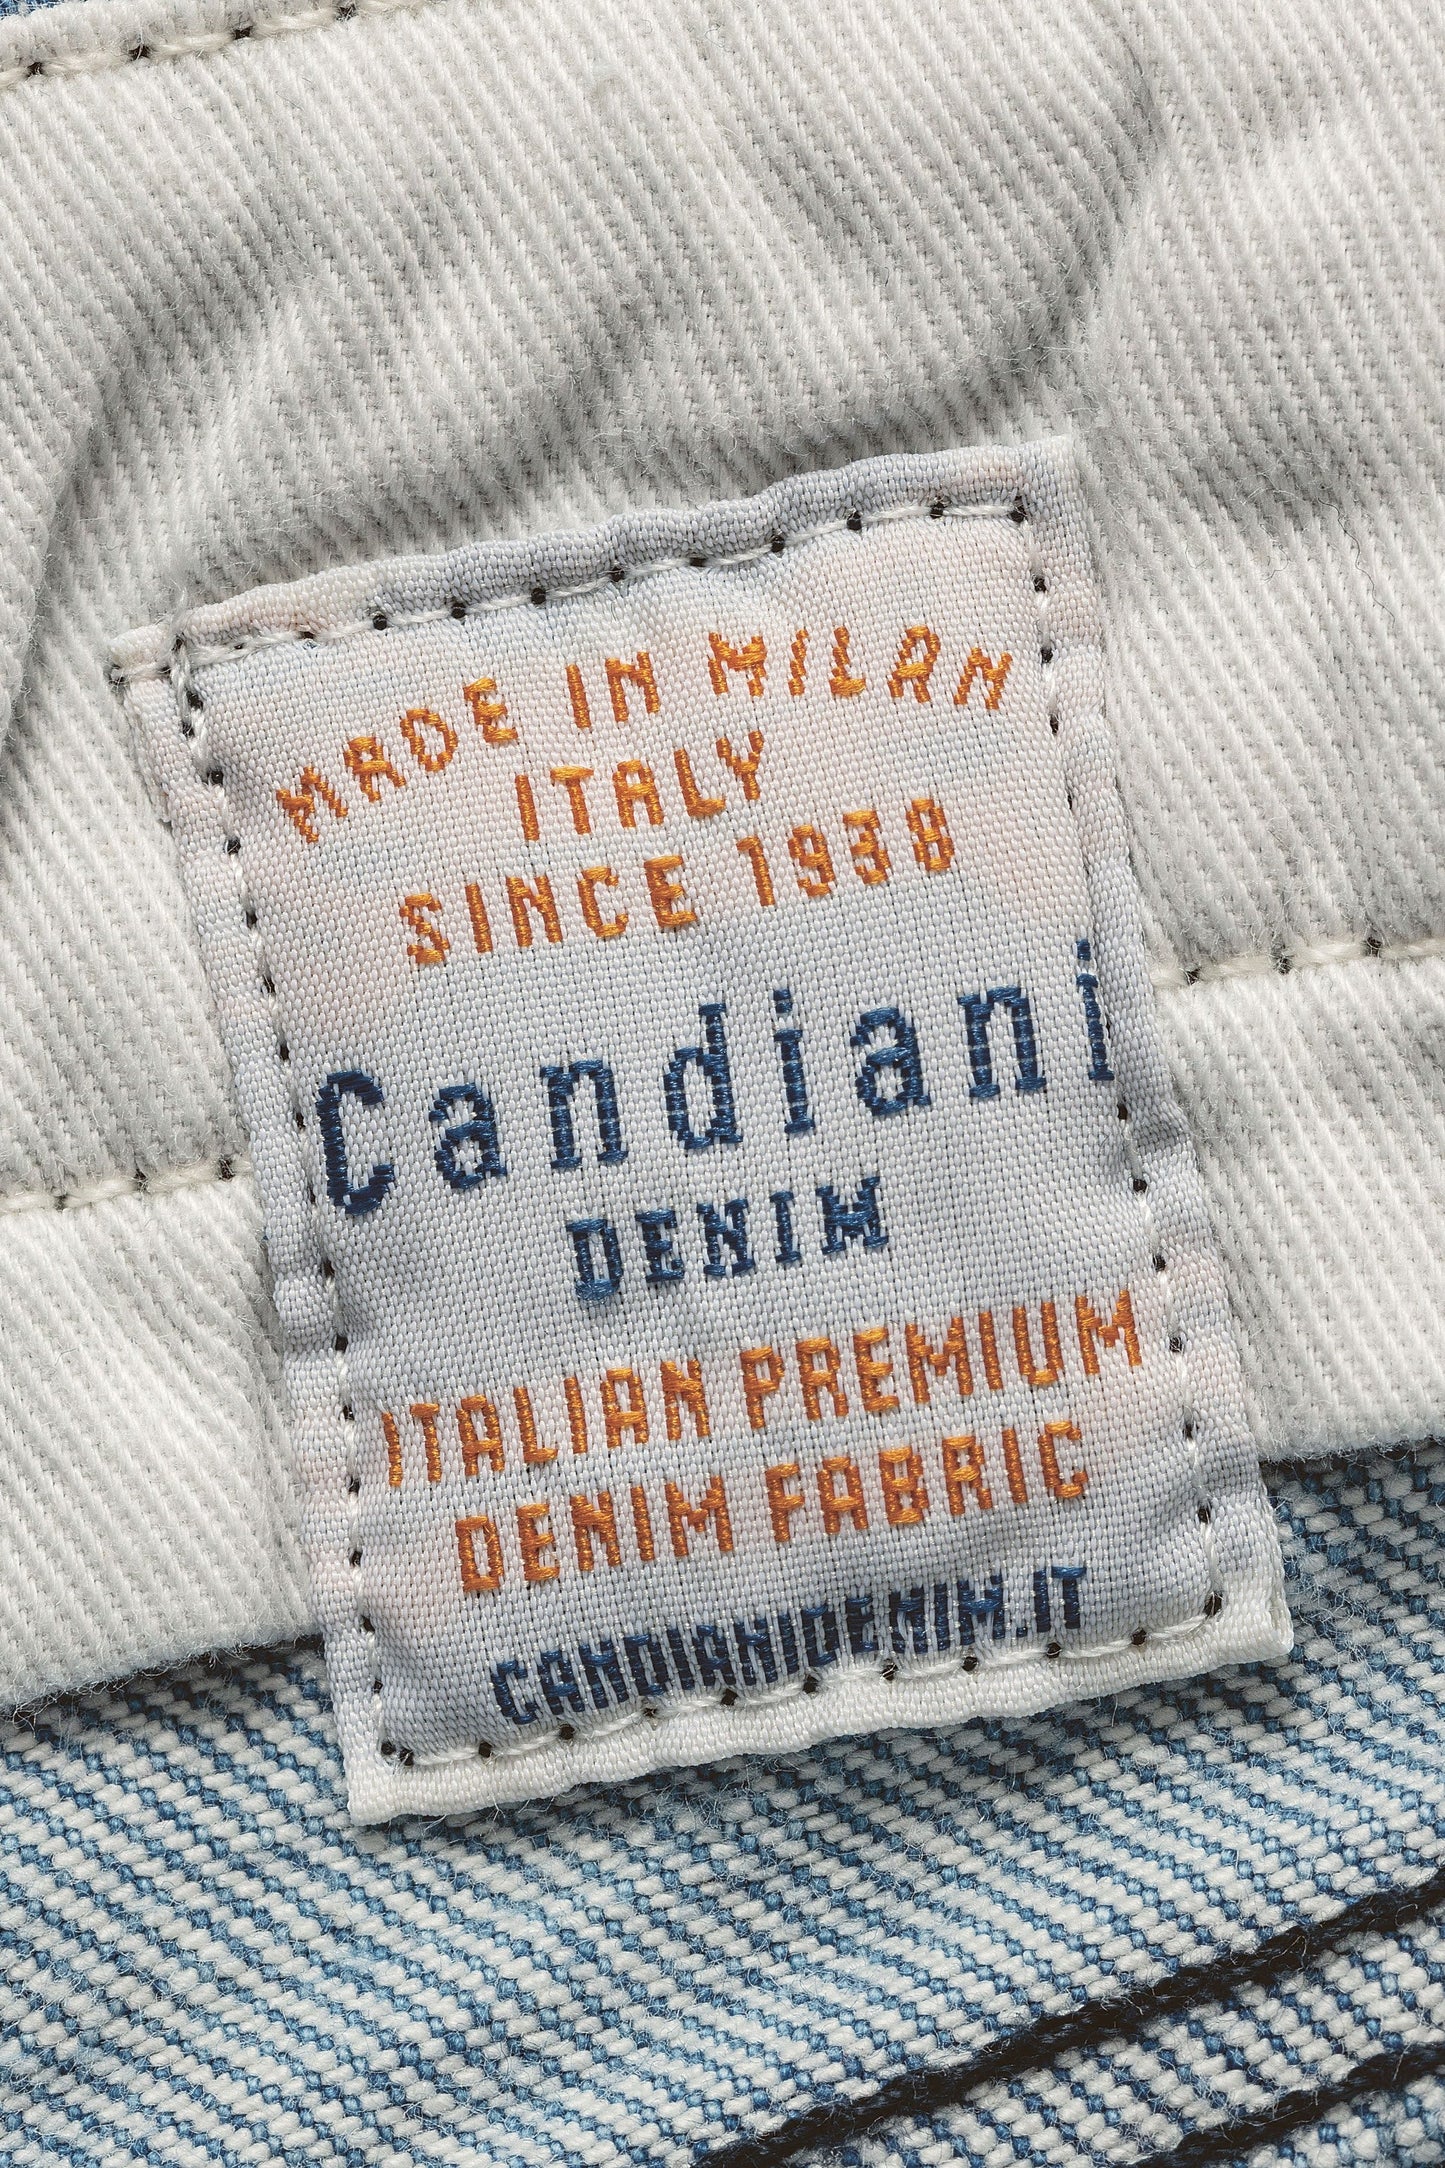 MADE IN MILAN
ITALY
SINCE 1938
Candiani
DENIM
ITALIAN PREMIUM
DENIM FABRIC
CANDIANIDENIM.IT